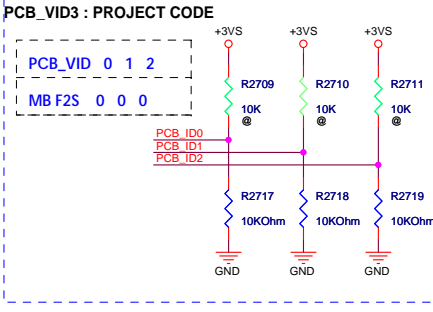 PCB_VID3 : PROJECT CODE
+3VS +3VS +3VS
PCB_VID 0 1 2
MB F2S 0 0 0
R2709 R2710 R2711
10K 10K 10K
@ @ @
PCB_ID0
PCB_ID1
PCB_ID2
R2717 R2718 R2719
10KOhm 10KOhm 10KOhm
GND GND GND